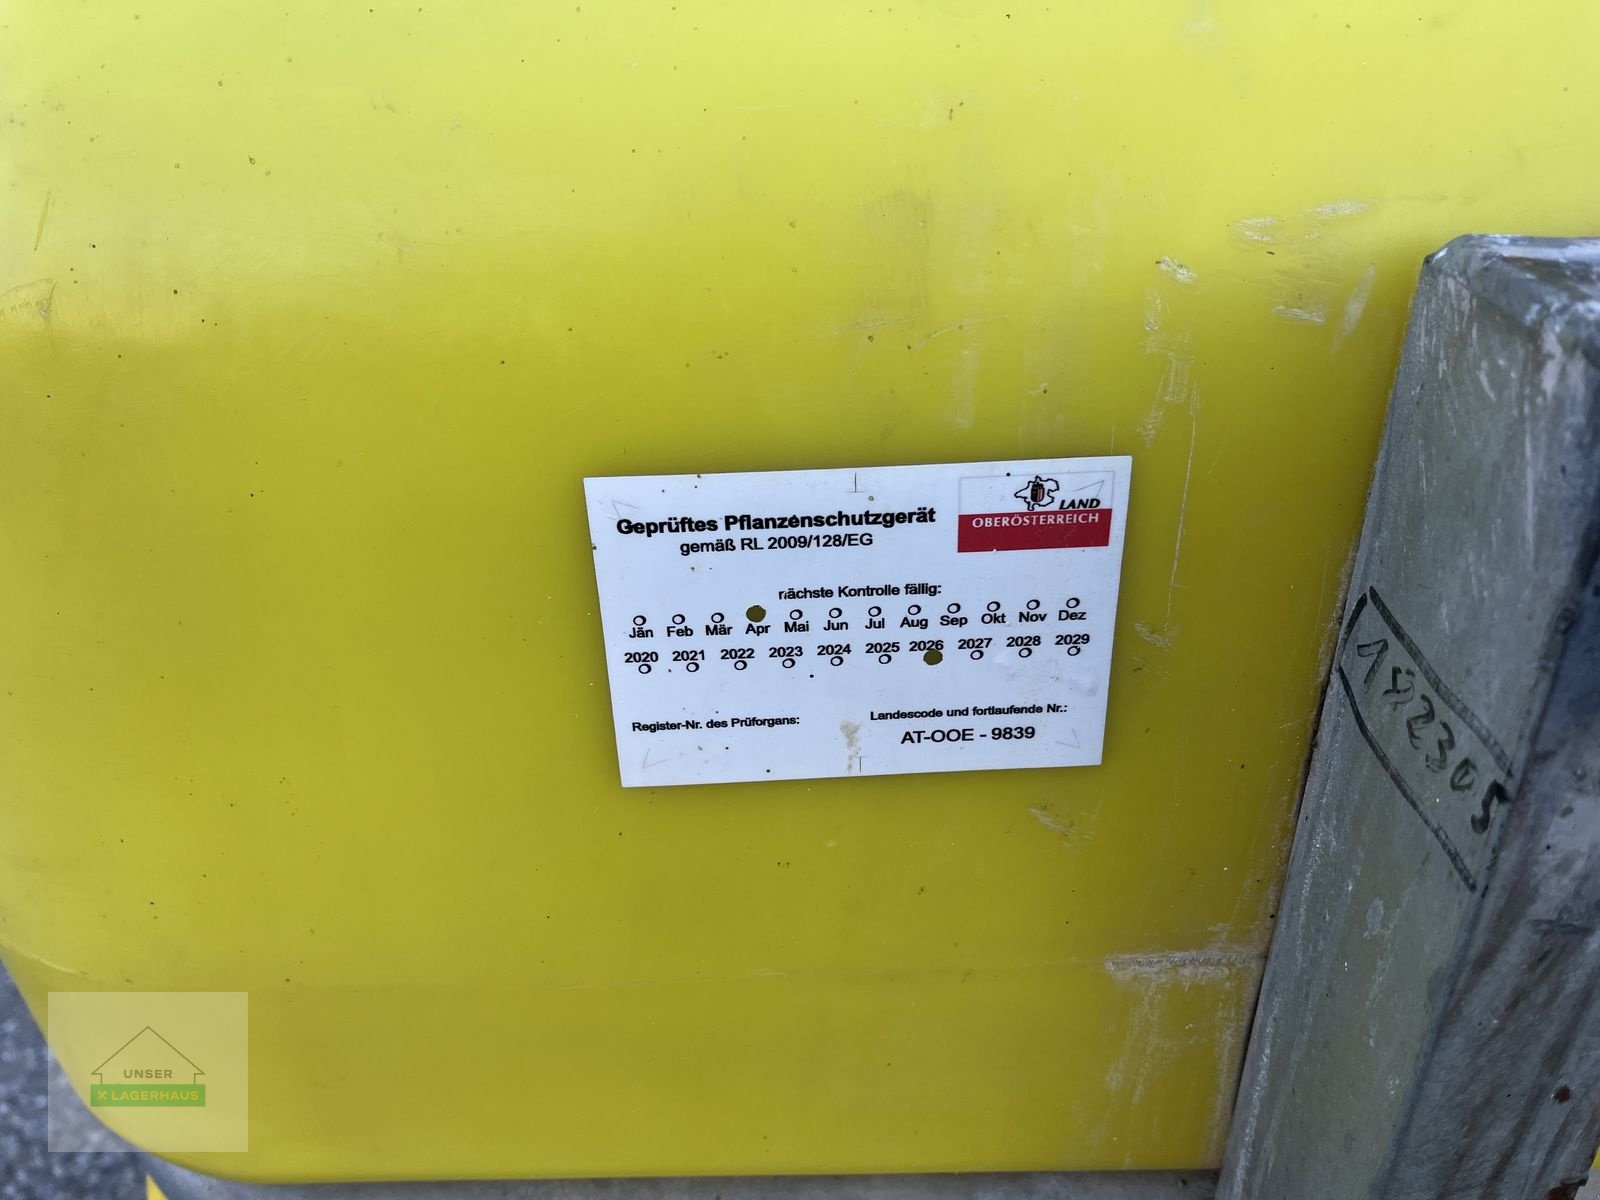 Geprüftes Pflanzenschutzgerät
gemäß RL 2009/128/EG
LAND
OBERÖSTERREICH
nächste Kontrolle fällig:
Jän Feb Mär Apr Mai Jun Jul Aug Sep Okt Nov Dez
2020 2021 2022 2023 2024 2025 2026 2027 2028 2029
Register-Nr. des Prüforgans:
Landescode und fortlaufende Nr.:
AT-OOE - 9839
192305
UNSER
X LAGERHAUS